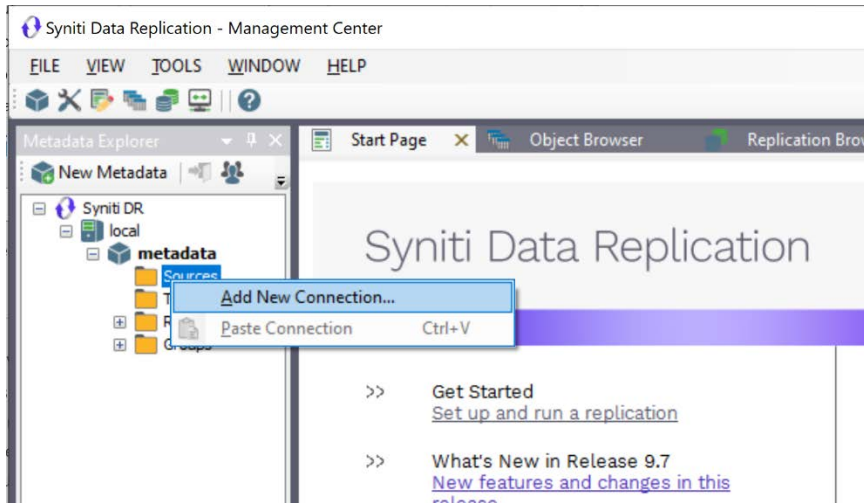 Syniti Data Replication - Management Center
FILE VIEW TOOLS WINDOW HELP
Metadata Explorer
Start Page
Object Browser
Replication Brow
New Metadata
Syniti DR
local
metadata
Sources
Add New Connection...
Paste Connection Ctrl+V
Groups
Syniti Data Replication
>> Get Started
Set up and run a replication
>> What's New in Release 9.7
New features and changes in this
release